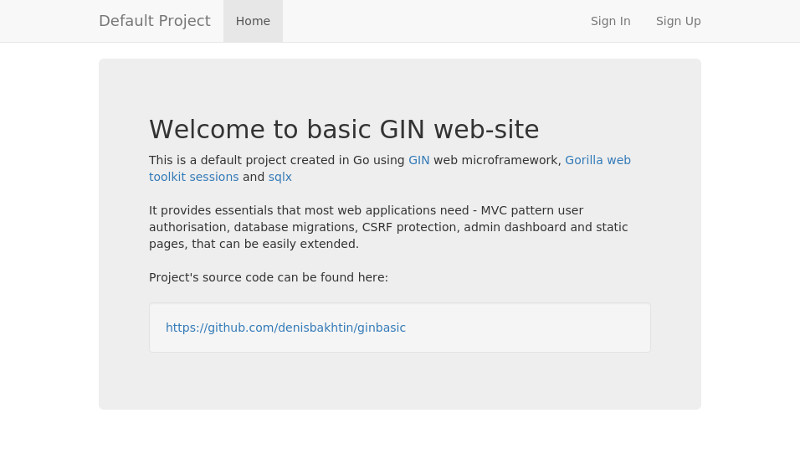 Default Project Home Sign In Sign Up
Welcome to basic GIN web-site
This is a default project created in Go using GIN web microframework, Gorilla web
toolkit sessions and sqlx
It provides essentials that most web applications need - MVC pattern user
authorisation, database migrations, CSRF protection, admin dashboard and static
pages, that can be easily extended.
Project's source code can be found here:
https://github.com/denisbakhtin/ginbasic